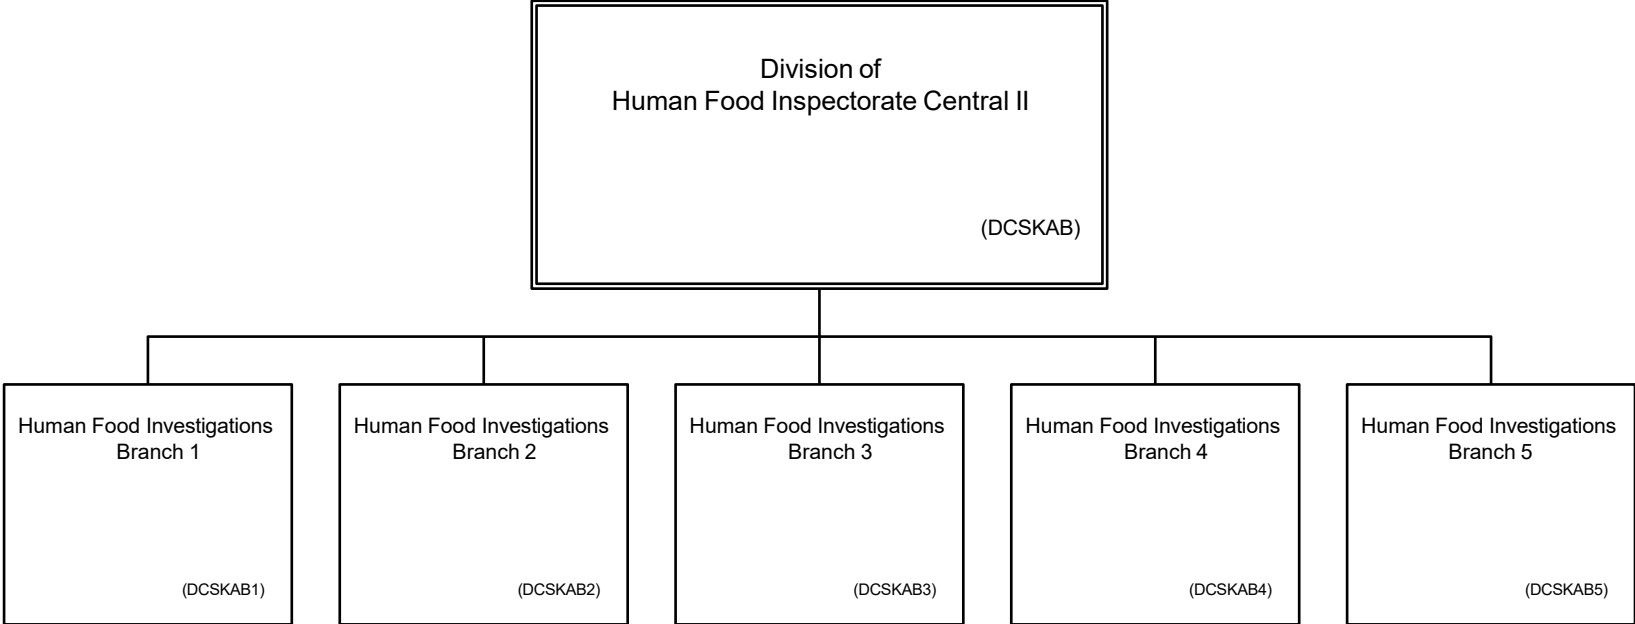 Division of
Human Food Inspectorate Central II
(DCSKAB)
Human Food Investigations
Branch 1
(DCSKAB1)
Human Food Investigations
Branch 2
(DCSKAB2)
Human Food Investigations
Branch 3
(DCSKAB3)
Human Food Investigations
Branch 4
(DCSKAB4)
Human Food Investigations
Branch 5
(DCSKAB5)